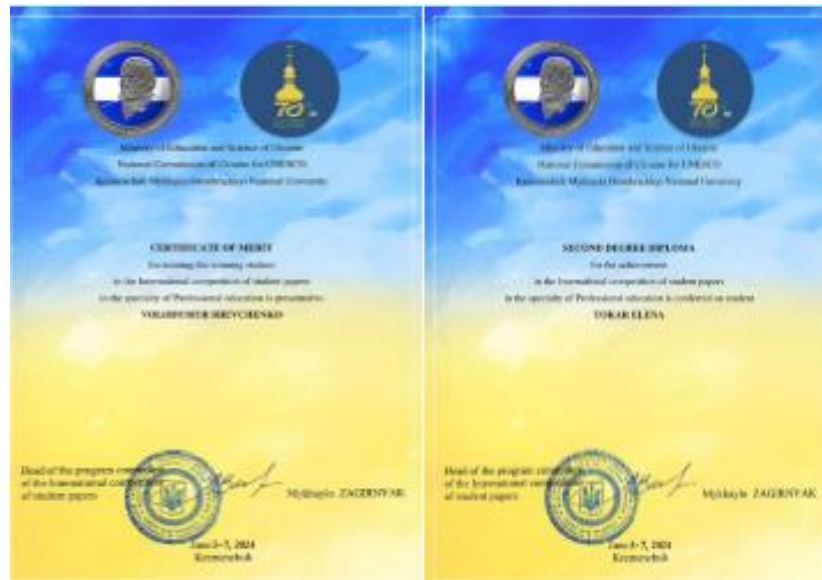 70
Ministry of Education and Science of Ukraine
National Commission of Ukraine for UNESCO
Kremenchuk Mykhailo Ostrohradskyi National University
CERTIFICATE OF MERIT
for training the winning student
in the International competition of student papers
in the specialty of Professional education is presented to
VOLODYMYR SHEVCHENKO
Head of the program committee
of the International competition
of student papers
Mykhaylo ZAGIRNYAK
June 3–7, 2024
Kremenchuk
70
Ministry of Education and Science of Ukraine
National Commission of Ukraine for UNESCO
Kremenchuk Mykhailo Ostrohradskyi National University
SECOND DEGREE DIPLOMA
for the achievement
in the International competition of student papers
in the specialty of Professional education is conferred on student
TOKAR ELENA
Head of the program committee
of the International competition
of student papers
Mykhaylo ZAGIRNYAK
June 3–7, 2024
Kremenchuk